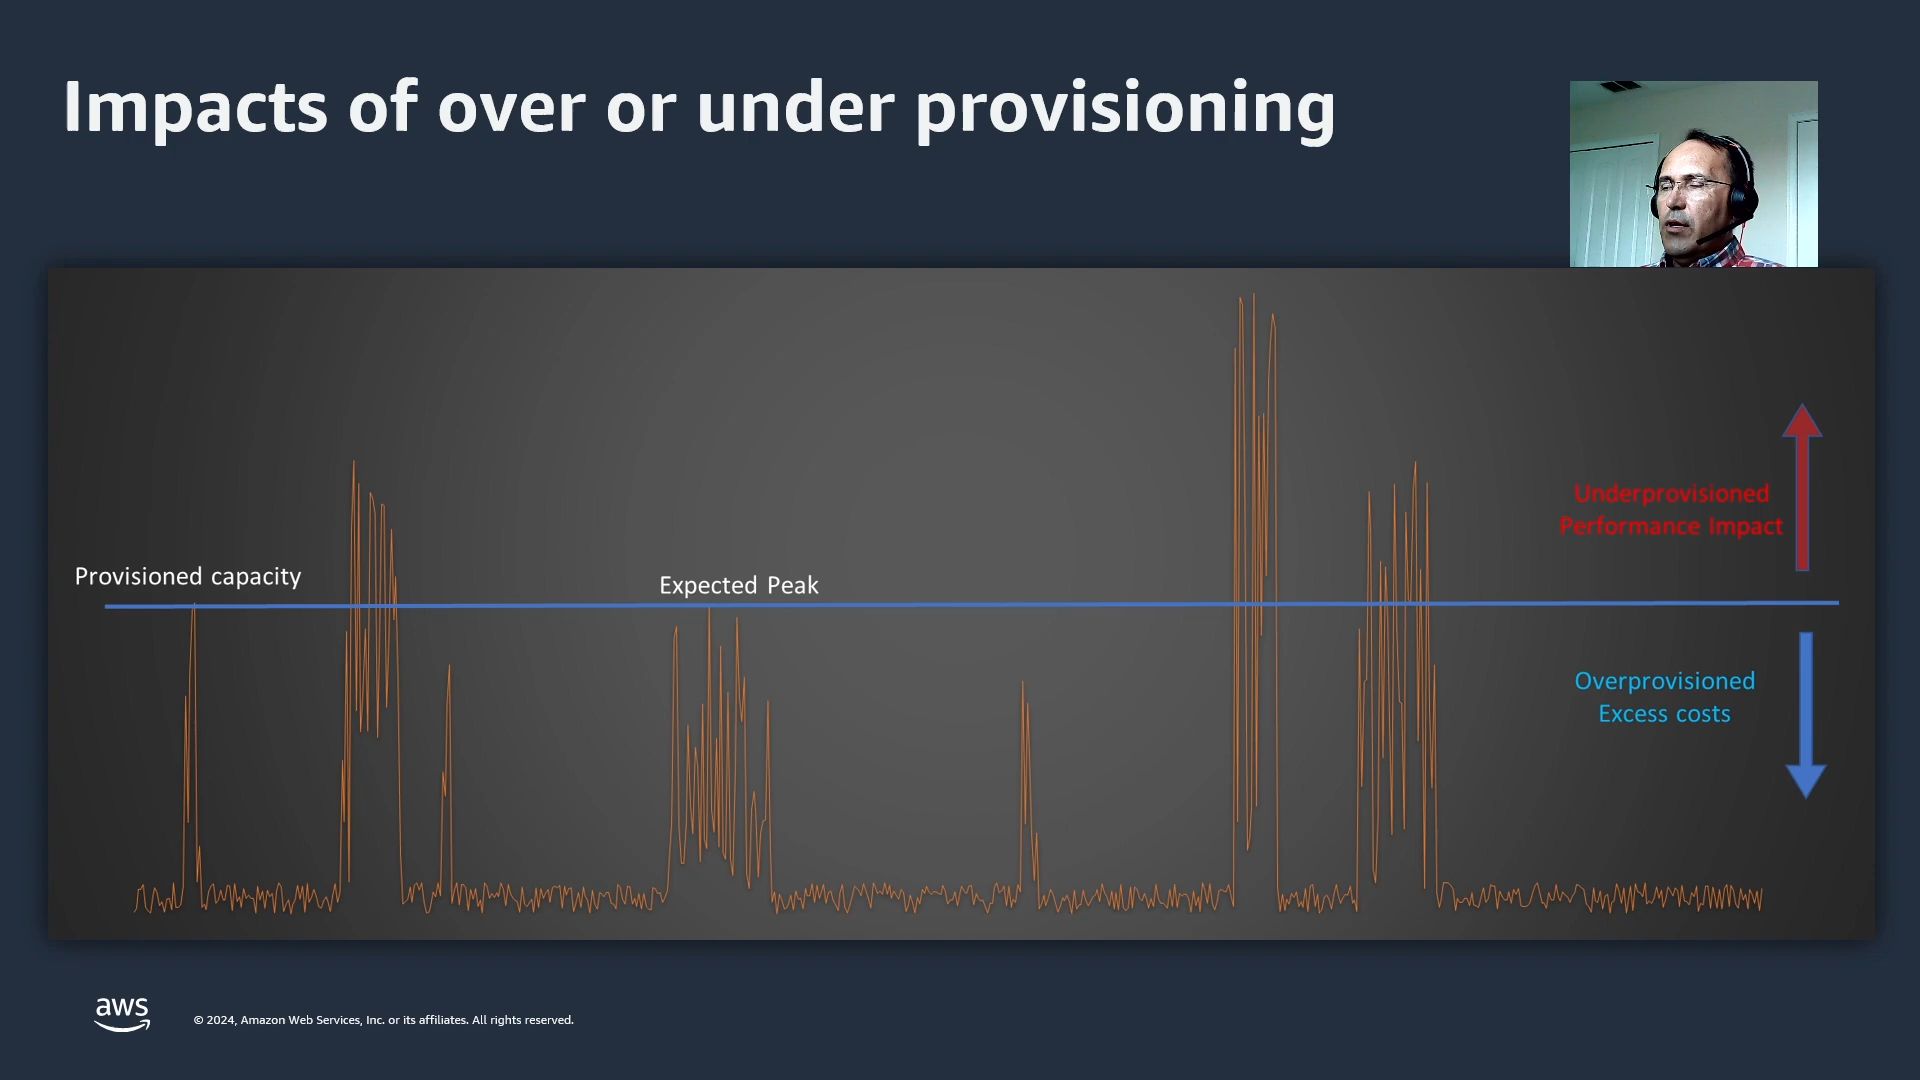 Impacts of over or under provisioning
Provisioned capacity
Expected Peak
Underprovisioned
Performance Impact
Overprovisioned
Excess costs
aws
© 2024, Amazon Web Services, Inc. or its affiliates. All rights reserved.